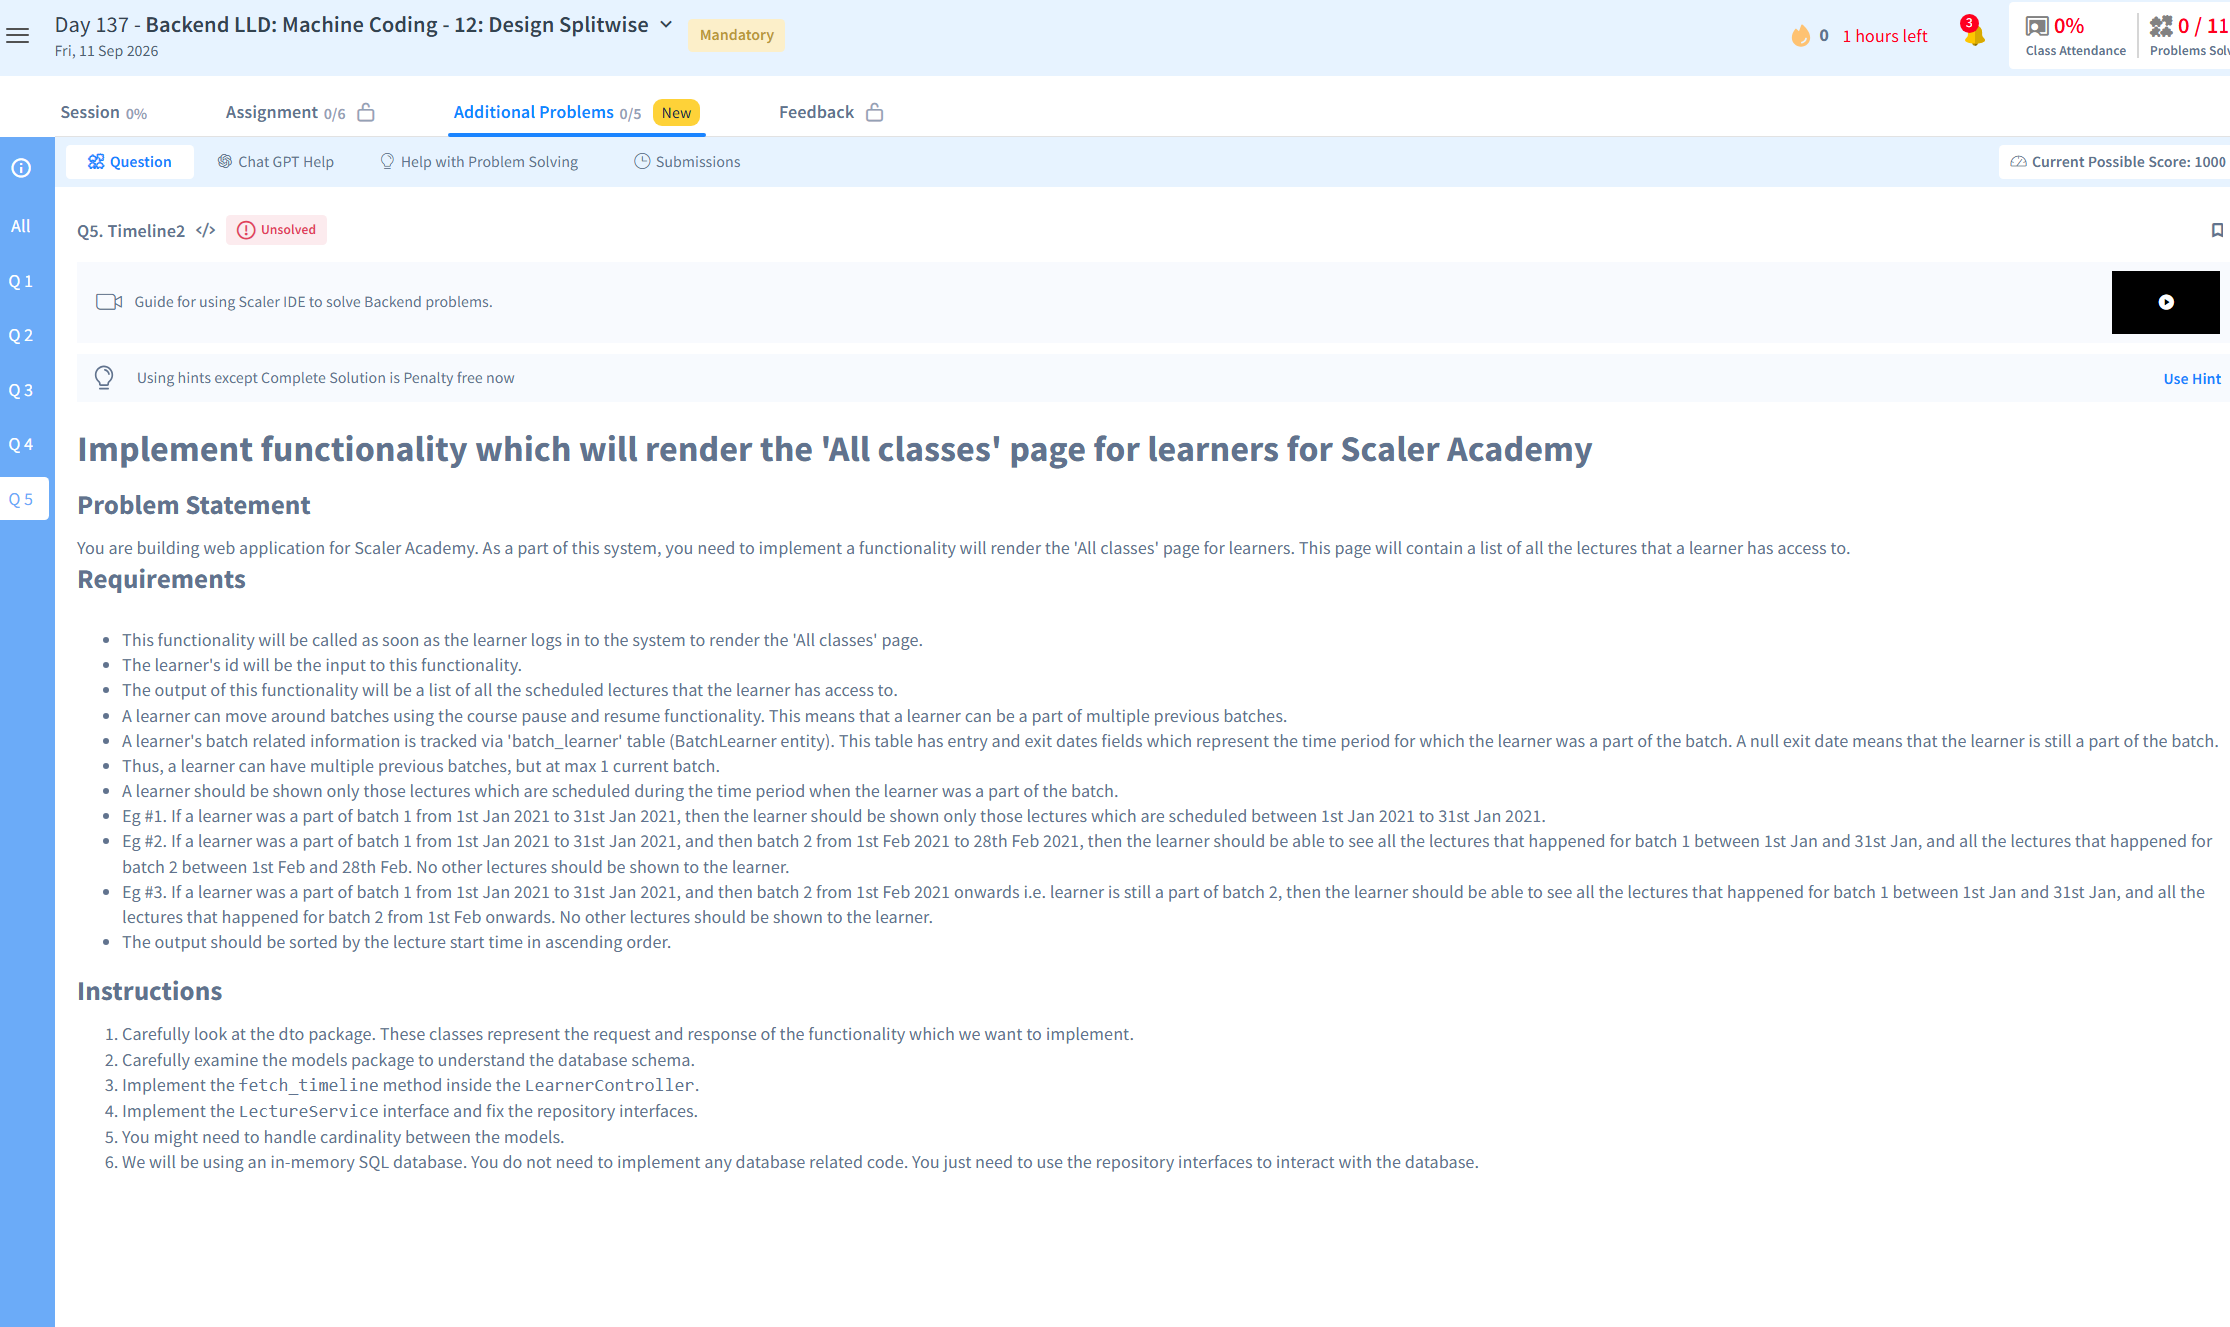 Day 137 - Backend LLD: Machine Coding - 12: Design Splitwise
Mandatory
Fri, 11 Sep 2026
0
1 hours left
3
0%
Class Attendance
0 / 11
Problems Solv
Session 0%
Assignment 0/6
Additional Problems 0/5
New
Feedback
Question
Chat GPT Help
Help with Problem Solving
Submissions
Current Possible Score: 1000
All
Q 1
Q 2
Q 3
Q 4
Q 5
Q5. Timeline2 </>
Unsolved
Guide for using Scaler IDE to solve Backend problems.
Using hints except Complete Solution is Penalty free now
Use Hint
Implement functionality which will render the 'All classes' page for learners for Scaler Academy
Problem Statement
You are building web application for Scaler Academy. As a part of this system, you need to implement a functionality will render the 'All classes' page for learners. This page will contain a list of all the lectures that a learner has access to.
Requirements
• This functionality will be called as soon as the learner logs in to the system to render the 'All classes' page.
• The learner's id will be the input to this functionality.
• The output of this functionality will be a list of all the scheduled lectures that the learner has access to.
• A learner can move around batches using the course pause and resume functionality. This means that a learner can be a part of multiple previous batches.
• A learner's batch related information is tracked via 'batch_learner' table (BatchLearner entity). This table has entry and exit dates fields which represent the time period for which the learner was a part of the batch. A null exit date means that the learner is still a part of the batch.
• Thus, a learner can have multiple previous batches, but at max 1 current batch.
• A learner should be shown only those lectures which are scheduled during the time period when the learner was a part of the batch.
• Eg #1. If a learner was a part of batch 1 from 1st Jan 2021 to 31st Jan 2021, then the learner should be shown only those lectures which are scheduled between 1st Jan 2021 to 31st Jan 2021.
• Eg #2. If a learner was a part of batch 1 from 1st Jan 2021 to 31st Jan 2021, and then batch 2 from 1st Feb 2021 to 28th Feb 2021, then the learner should be able to see all the lectures that happened for batch 1 between 1st Jan and 31st Jan, and all the lectures that happened for
batch 2 between 1st Feb and 28th Feb. No other lectures should be shown to the learner.
• Eg #3. If a learner was a part of batch 1 from 1st Jan 2021 to 31st Jan 2021, and then batch 2 from 1st Feb 2021 onwards i.e. learner is still a part of batch 2, then the learner should be able to see all the lectures that happened for batch 1 between 1st Jan and 31st Jan, and all the
lectures that happened for batch 2 from 1st Feb onwards. No other lectures should be shown to the learner.
• The output should be sorted by the lecture start time in ascending order.
Instructions
1. Carefully look at the dto package. These classes represent the request and response of the functionality which we want to implement.
2. Carefully examine the models package to understand the database schema.
3. Implement the fetch_timeline method inside the LearnerController.
4. Implement the LectureService interface and fix the repository interfaces.
5. You might need to handle cardinality between the models.
6. We will be using an in-memory SQL database. You do not need to implement any database related code. You just need to use the repository interfaces to interact with the database.